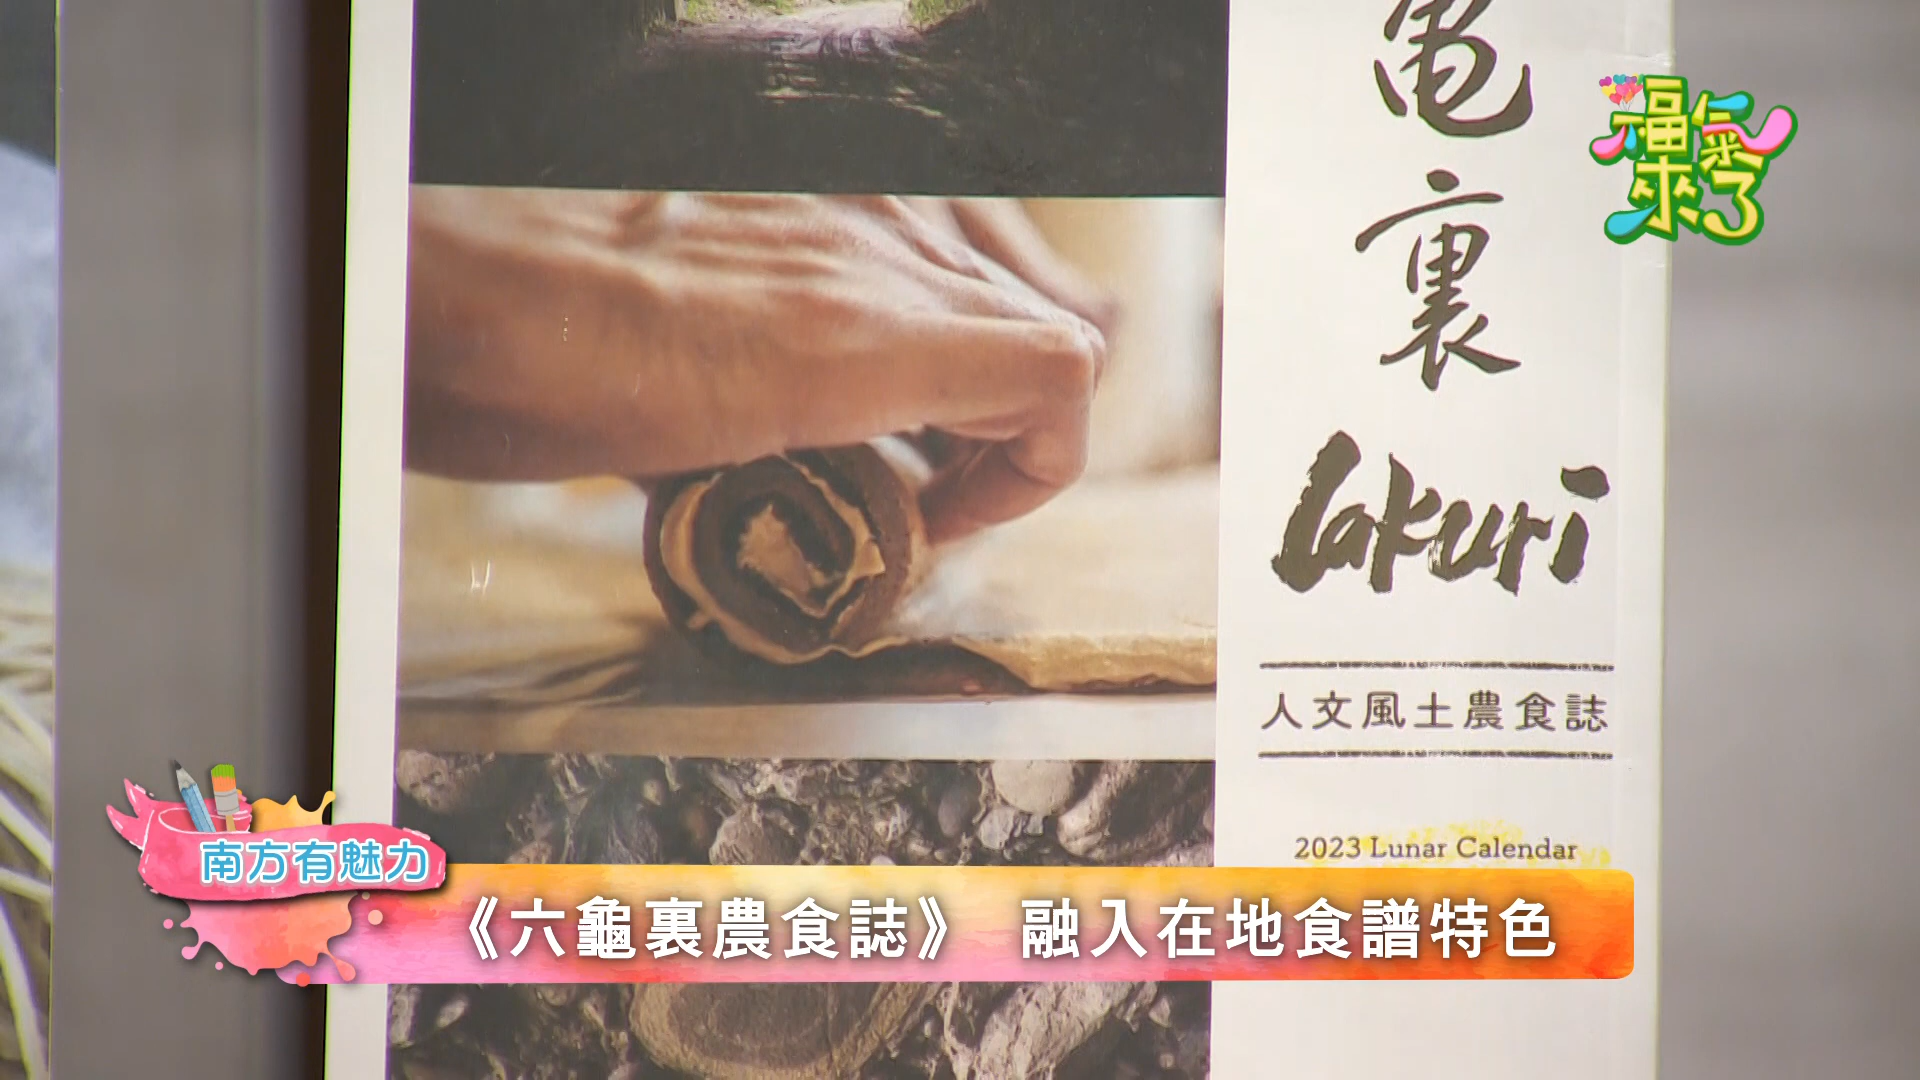 福氣來了
龜
裏
Lakuri
人文風土農食誌
2023 Lunar Calendar
南方有魅力
《六龜裏農食誌》 融入在地食譜特色